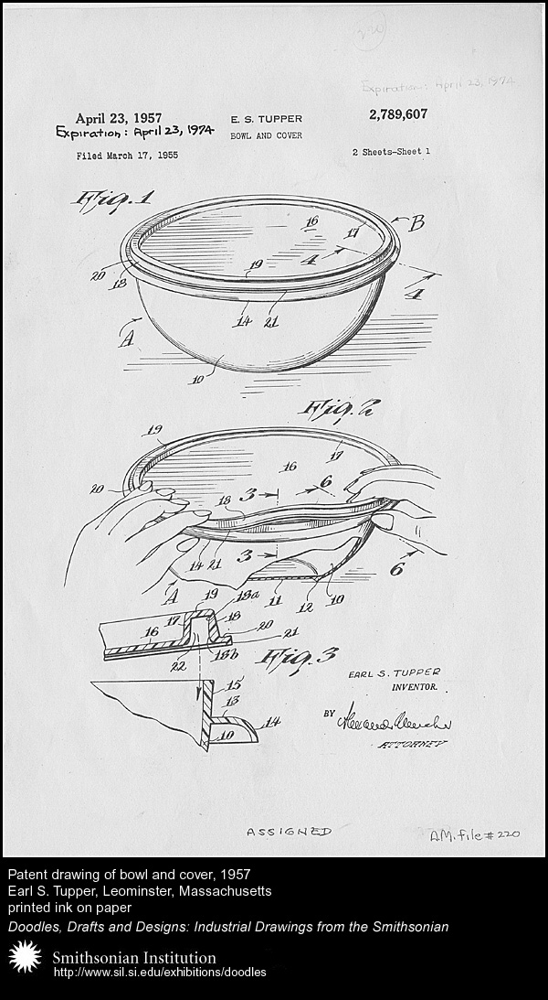 220
Expiration: April 23, 1974
April 23, 1957
E. S. TUPPER
2,789,607
Expiration: April 23, 1974
BOWL AND COVER
Filed March 17, 1955
2 Sheets-Sheet 1
Fig. 1
16
17
B
4
20
18
19
4
14
21
A
10
Fig. 2
19
17
16
20
3
6
18
14
21
3
6
A
11
12
10
19
18a
17
18
16
20
21
22
18b
Fig. 3
15
13
14
10
EARL S. TUPPER
INVENTOR.
BY
ATTORNEY
ASSIGNED
A.M. file # 220
Patent drawing of bowl and cover, 1957
Earl S. Tupper, Leominster, Massachusetts
printed ink on paper
Doodles, Drafts and Designs: Industrial Drawings from the Smithsonian
Smithsonian Institution
http://www.sil.si.edu/exhibitions/doodles